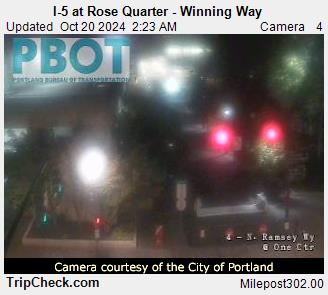 I-5 at Rose Quarter - Winning Way
Updated Oct 20 2024 2:23 AM Camera 4
PBOT
PORTLAND BUREAU OF TRANSPORTATION
4 - N. Ramsey Wy
@ One Ctr
Camera courtesy of the City of Portland
TripCheck.com Milepost302.00